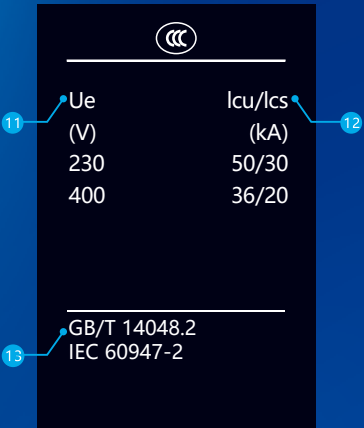 CCC
11 Ue Icu/Ics 12
(V) (kA)
230 50/30
400 36/20
GB/T 14048.2
13 IEC 60947-2